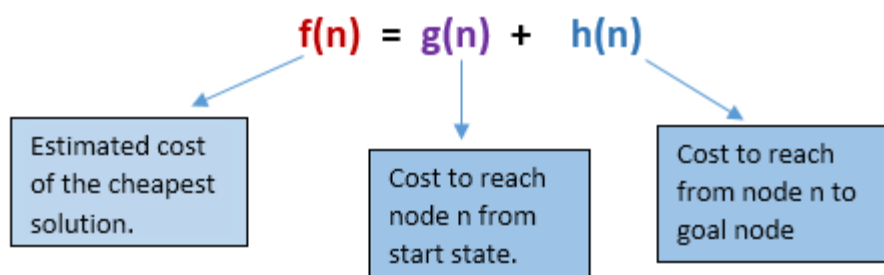 f(n) = g(n) + h(n)
Estimated cost
of the cheapest
solution.
Cost to reach
node n from
start state.
Cost to reach
from node n to
goal node